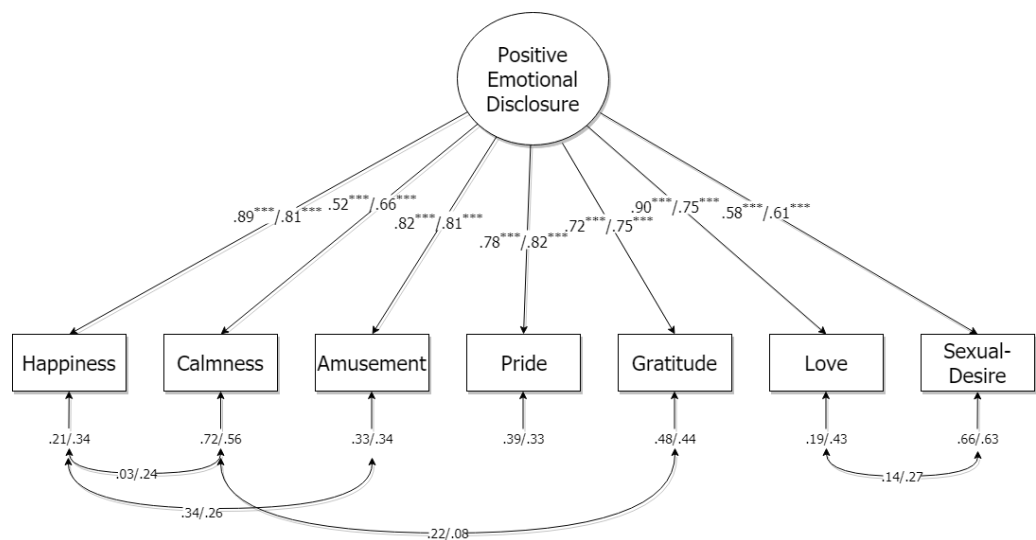 Positive
Emotional
Disclosure
.89***/.81***
.52***/.66***
.82***/.81***
.78***/.82***
.72***/.75***
.90***/.75***
.58***/.61***
Happiness
Calmness
Amusement
Pride
Gratitude
Love
Sexual-
Desire
.21/.34
.72/.56
.33/.34
.39/.33
.48/.44
.19/.43
.66/.63
.03/.24
.14/.27
.34/.26
.22/.08